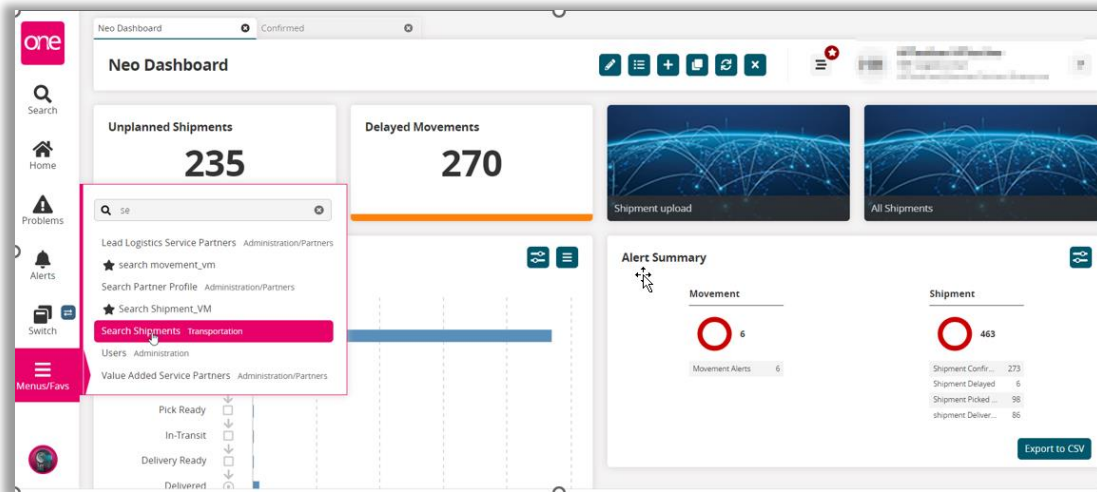 one
Neo Dashboard
Confirmed
Neo Dashboard
Search
Home
Problems
Alerts
Switch
Menus/Favs
Unplanned Shipments
235
Delayed Movements
270
Shipment upload
All Shipments
se
Lead Logistics Service Partners Administration/Partners
search movement_vm
Search Partner Profile Administration/Partners
Search Shipment_VM
Search Shipments Transportation
Users Administration
Value Added Service Partners Administration/Partners
Pick Ready
In-Transit
Delivery Ready
Delivered
Alert Summary
Movement
6
Movement Alerts 6
Shipment
463
Shipment Confir... 273
Shipment Delayed 6
Shipment Picked ... 98
shipment Deliver... 86
Export to CSV